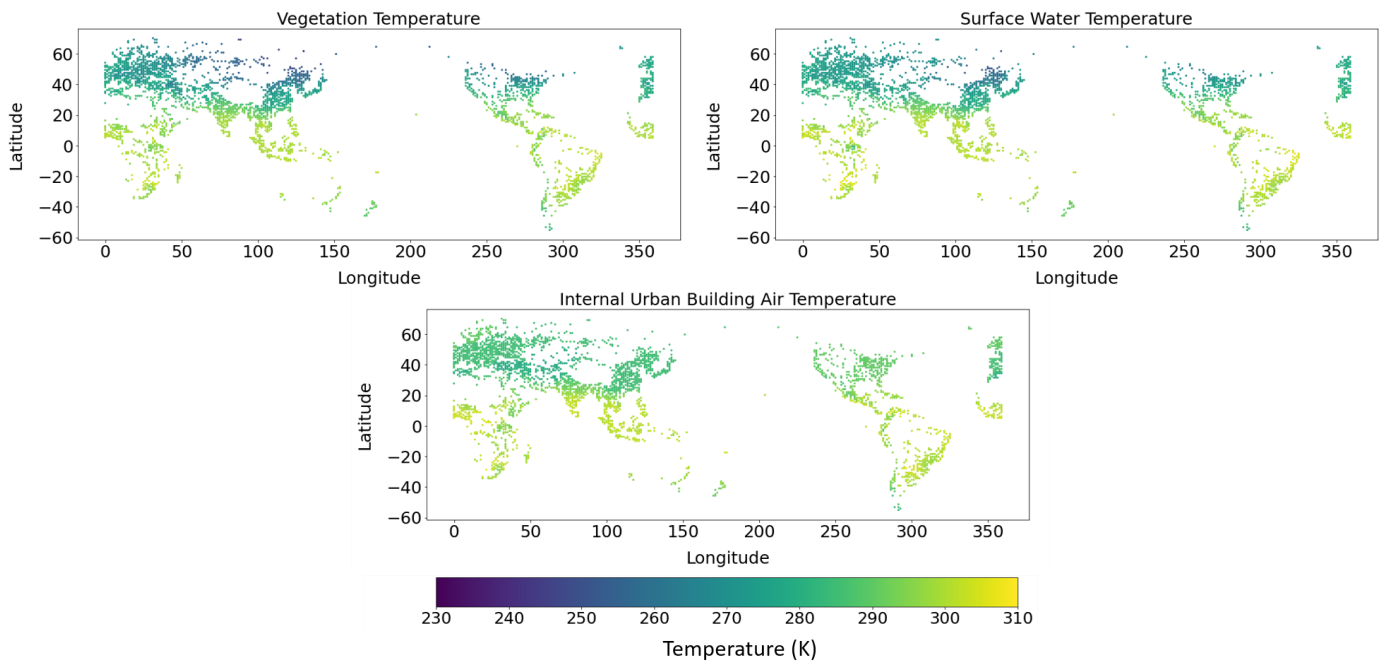 Vegetation Temperature
60
40
20
0
−20
−40
−60
Latitude
0 50 100 150 200 250 300 350
Longitude
Surface Water Temperature
60
40
20
0
−20
−40
−60
Latitude
0 50 100 150 200 250 300 350
Longitude
Internal Urban Building Air Temperature
60
40
20
0
−20
−40
−60
Latitude
0 50 100 150 200 250 300 350
Longitude
230 240 250 260 270 280 290 300 310
Temperature (K)